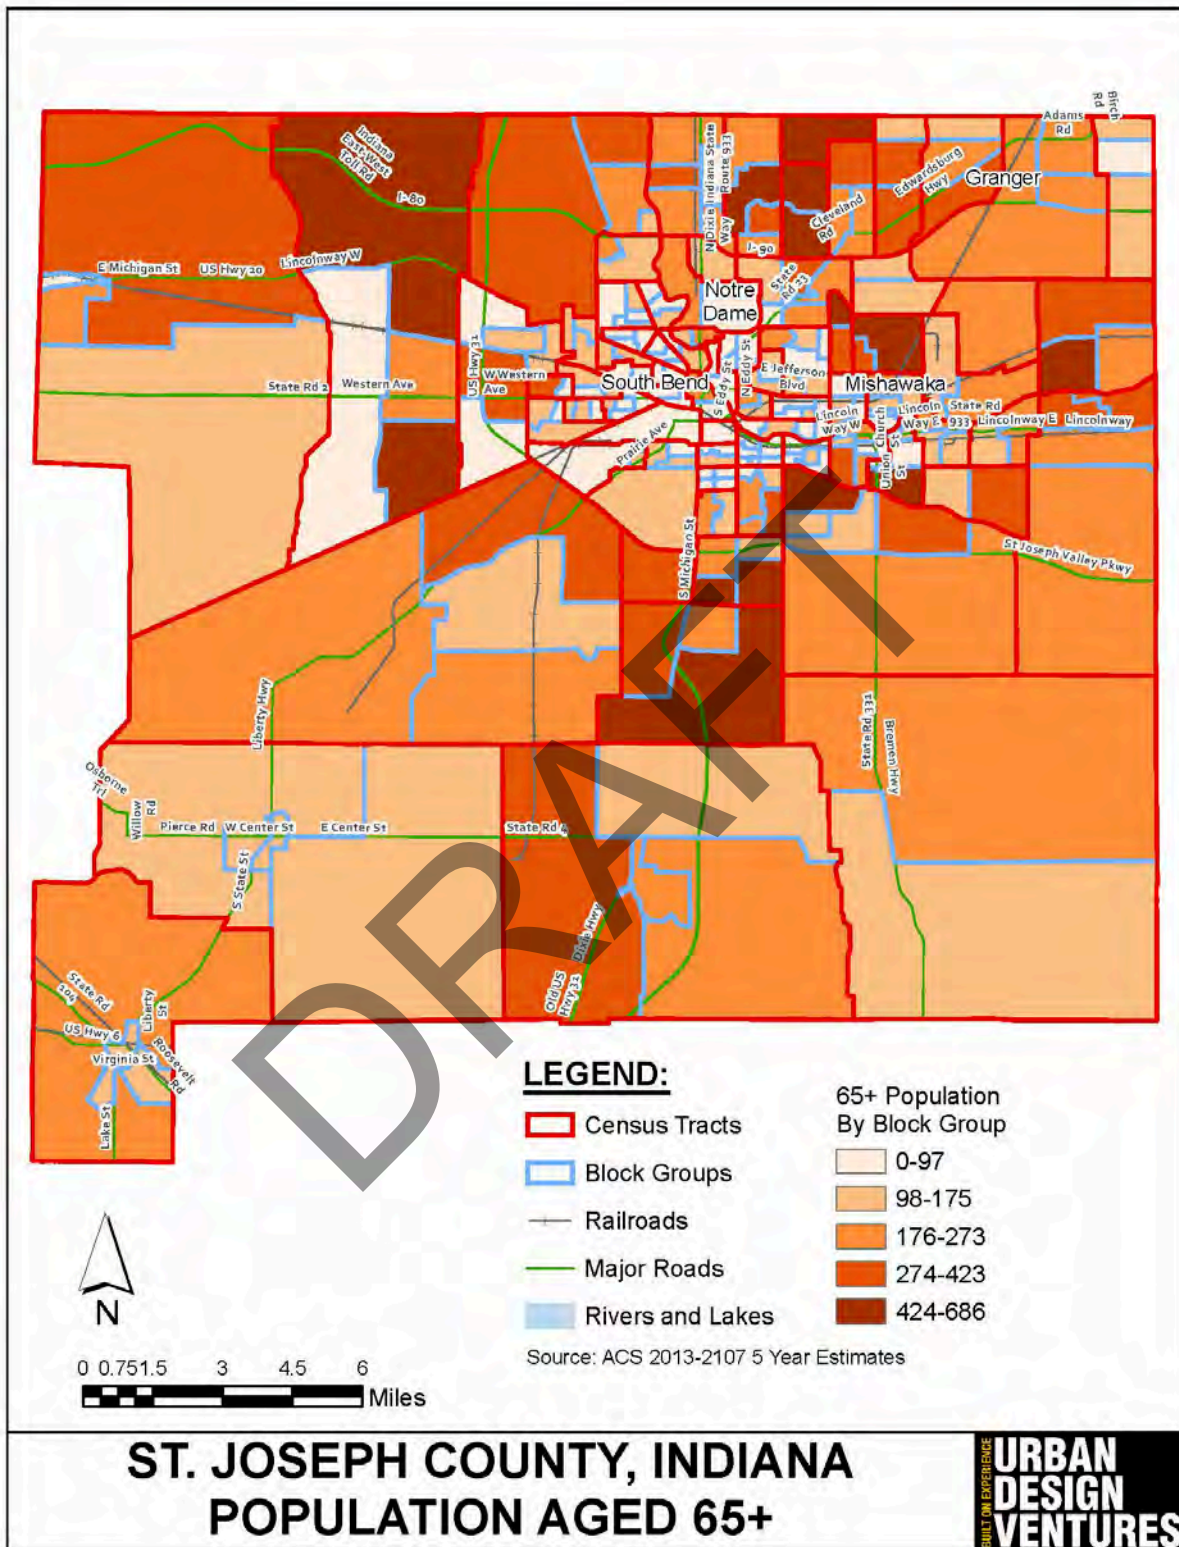 Birch
Rd
Adams
Rd
Indiana
East-West
Toll Rd
I-80
N Dixie Indiana State
Way Route 933
Edwardsburg
Hwy
Granger
Cleveland
Rd
I-90
Lincolnway W
E Michigan St
US Hwy 20
State
Rd 23
Notre
Dame
US Hwy 31
W Western
Ave
South Bend
S Eddy St
N Eddy St
E Jefferson
Blvd
Mishawaka
State Rd 2
Western Ave
Lincoln
Way W
Church
Union St
St
Lincoln
Way E
State Rd
933
Lincolnway E
Lincolnway
Prairie Ave
S Michigan St
St Joseph Valley Pkwy
Liberty Hwy
State Rd 331
Bremen Hwy
Osborne
Trl
Willow
Rd
Pierce Rd
W Center St
E Center St
State Rd 4
S State St
Old US
Hwy 31
Dixie Hwy
State Rd
104
Liberty
St
US Hwy 6
Virginia St
Roosevelt
Rd
Lake St
DRAFT
LEGEND:
Census Tracts
Block Groups
Railroads
Major Roads
Rivers and Lakes
65+ Population
By Block Group
0-97
98-175
176-273
274-423
424-686
Source: ACS 2013-2107 5 Year Estimates
N
0 0.75 1.5 3 4.5 6
Miles
ST. JOSEPH COUNTY, INDIANA
POPULATION AGED 65+
BUILT ON EXPERIENCE
URBAN
DESIGN
VENTURES